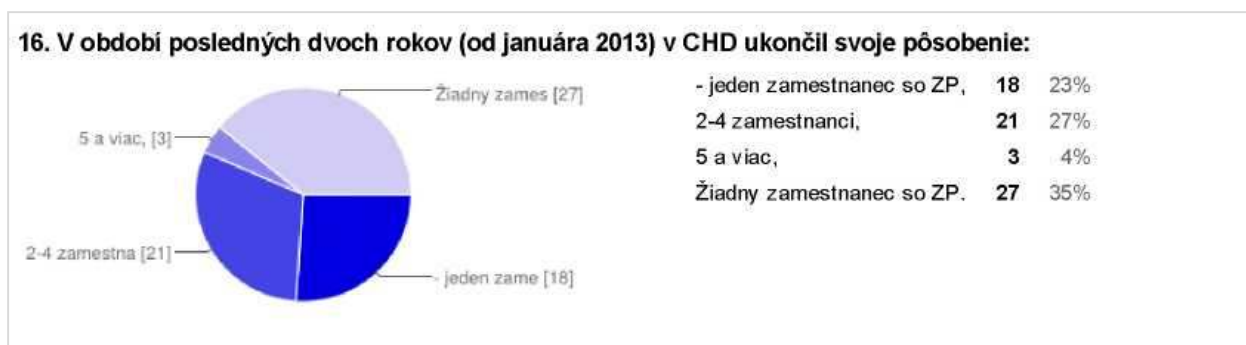 16. V období posledných dvoch rokov (od januára 2013) v CHD ukončil svoje pôsobenie:
Žiadny zames [27]
5 a viac, [3]
2-4 zamestna [21]
- jeden zame [18]
- jeden zamestnanec so ZP, 18 23%
2-4 zamestnanci, 21 27%
5 a viac, 3 4%
Žiadny zamestnanec so ZP. 27 35%